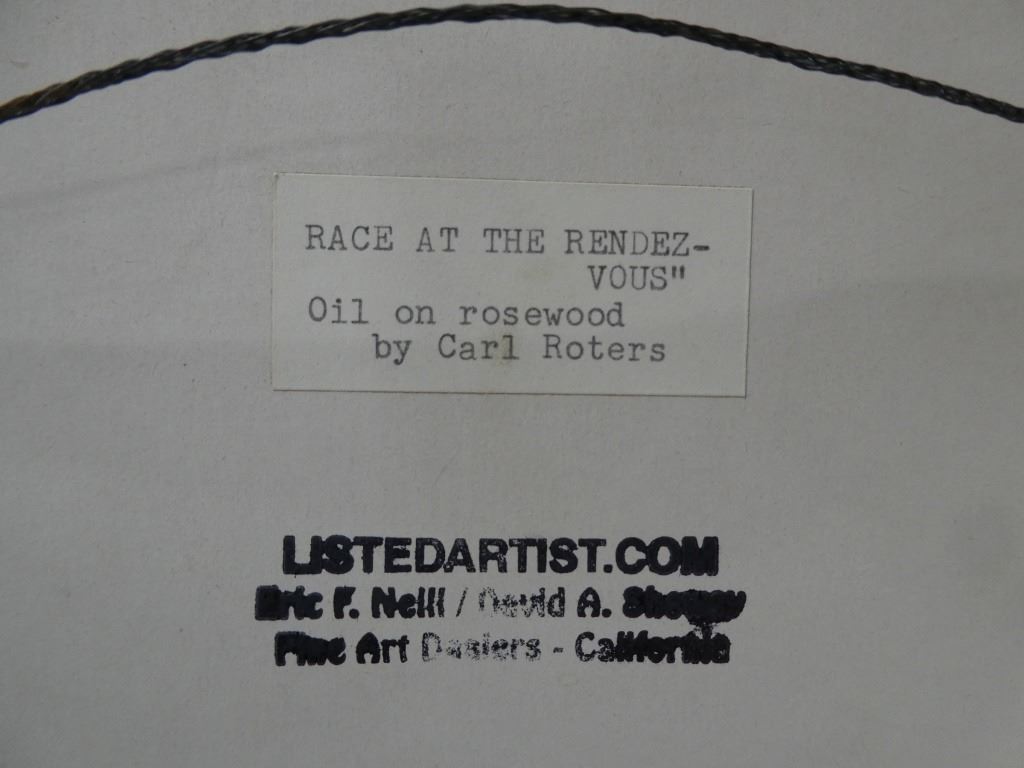 RACE AT THE RENDEZ-
VOUS"
Oil on rosewood
by Carl Roters
LISTEDARTIST.COM
Eric F. Neill / David A.
Fine Art Dealers - California